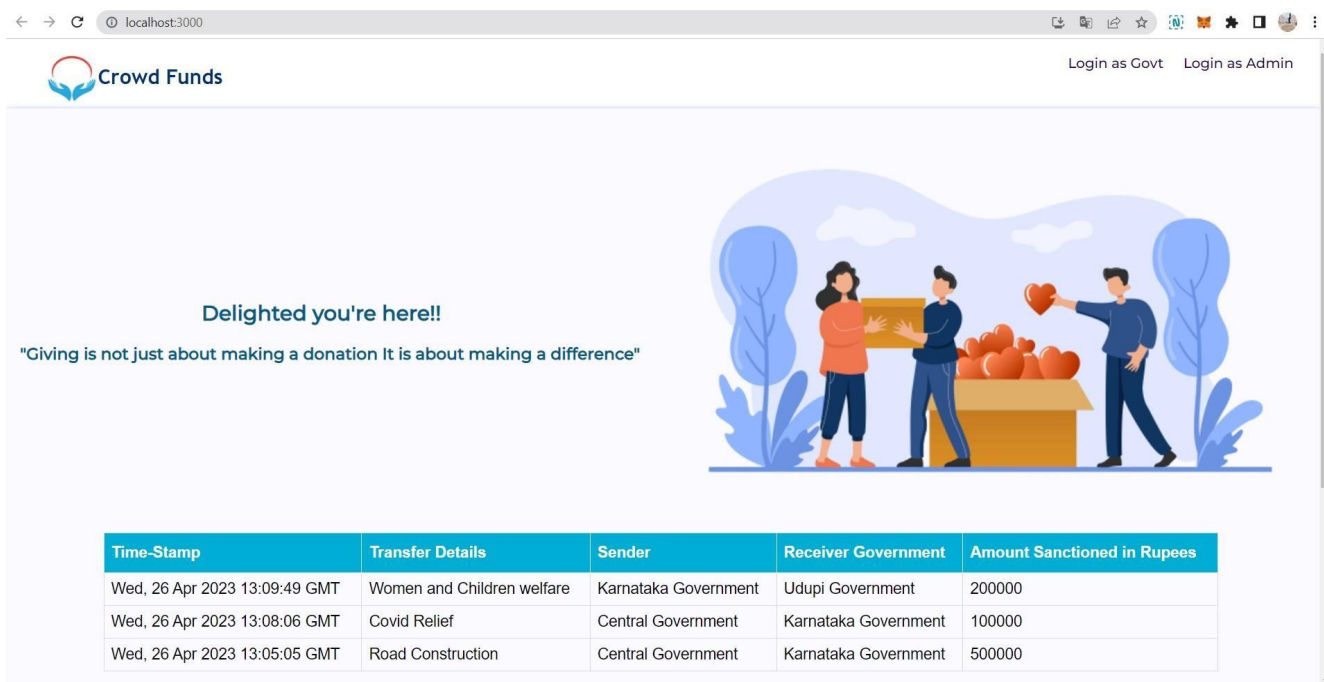 localhost:3000
Crowd Funds
Login as Govt Login as Admin
Delighted you're here!!
"Giving is not just about making a donation It is about making a difference"
Time-Stamp Transfer Details Sender Receiver Government Amount Sanctioned in Rupees
Wed, 26 Apr 2023 13:09:49 GMT Women and Children welfare Karnataka Government Udupi Government 200000
Wed, 26 Apr 2023 13:08:06 GMT Covid Relief Central Government Karnataka Government 100000
Wed, 26 Apr 2023 13:05:05 GMT Road Construction Central Government Karnataka Government 500000